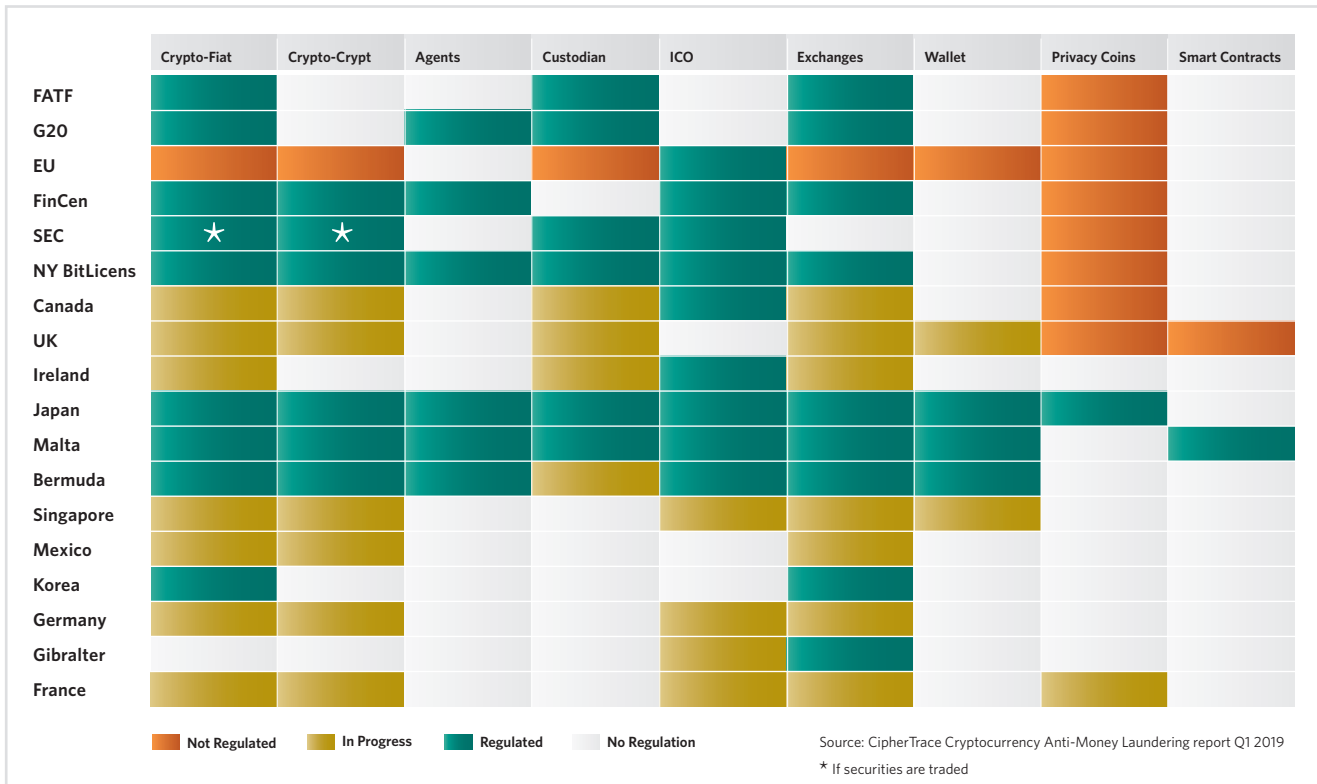 Crypto-Fiat Crypto-Crypt Agents Custodian ICO Exchanges Wallet Privacy Coins Smart Contracts
FATF
G20
EU
FinCen
SEC ★ ★
NY BitLicens
Canada
UK
Ireland
Japan
Malta
Bermuda
Singapore
Mexico
Korea
Germany
Gibralter
France
Not Regulated In Progress Regulated No Regulation
Source: CipherTrace Cryptocurrency Anti-Money Laundering report Q1 2019
★ If securities are traded